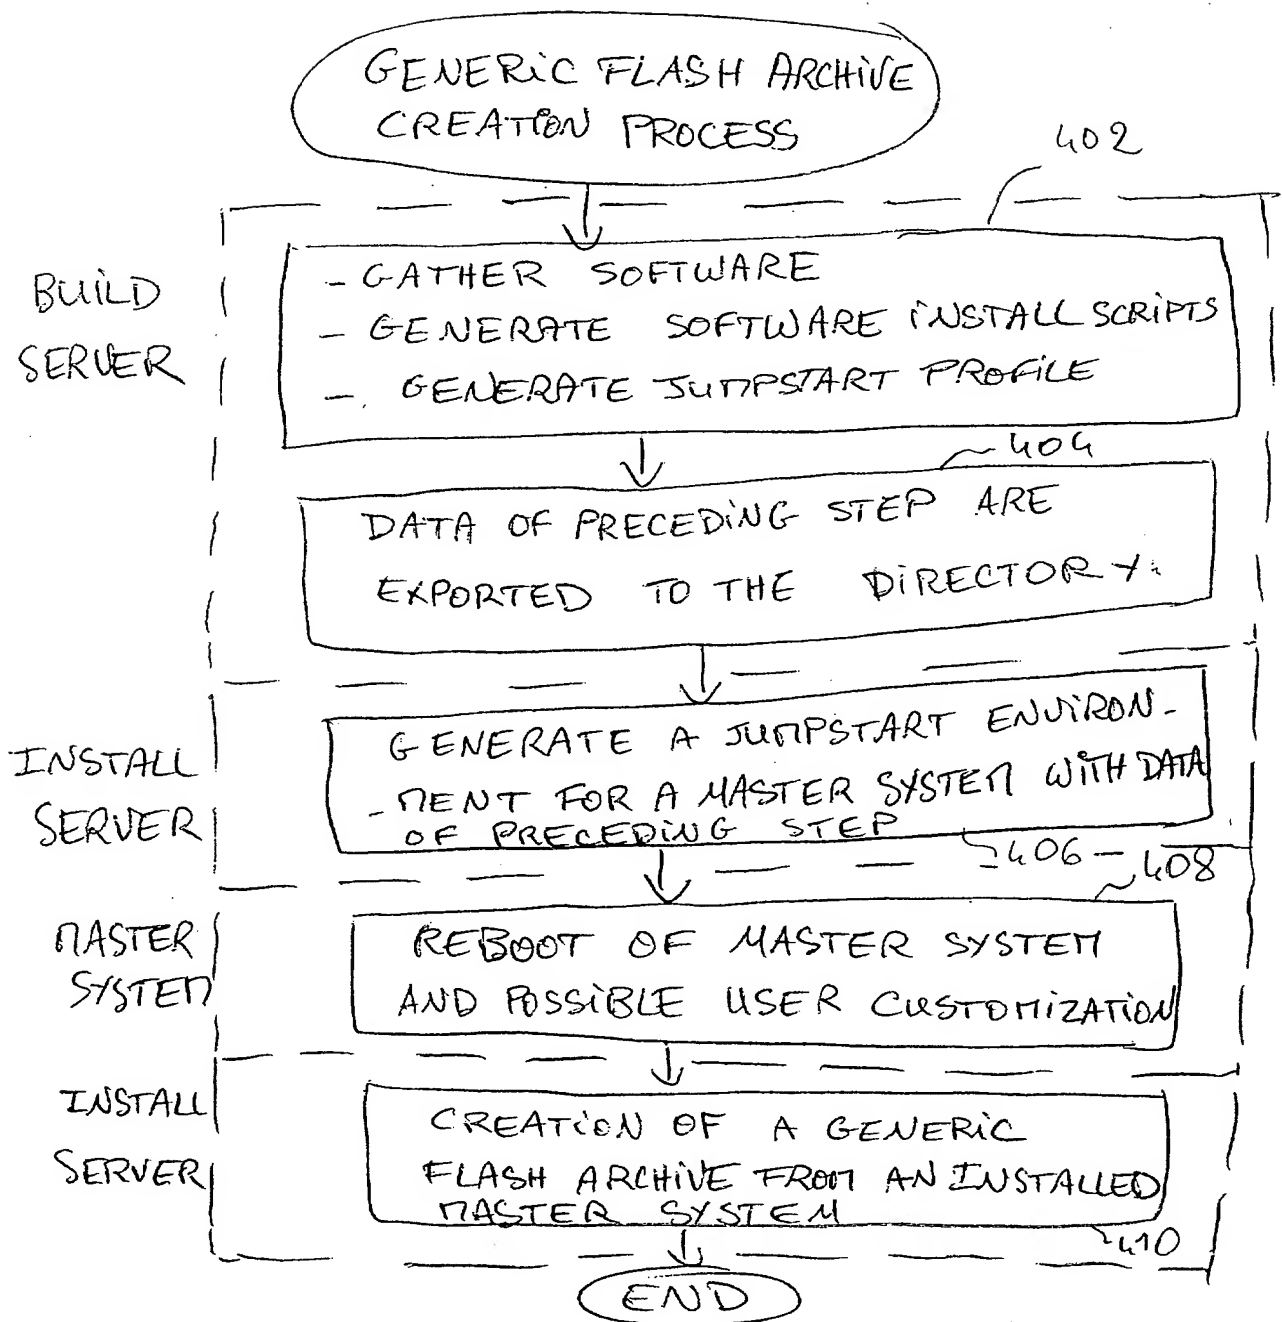 GENERIC FLASH ARCHIVE
CREATION PROCESS
402
BUILD
SERVER
- GATHER SOFTWARE
- GENERATE SOFTWARE INSTALL SCRIPTS
- GENERATE JUMPSTART PROFILE
404
DATA OF PRECEDING STEP ARE
EXPORTED TO THE DIRECTORY.
INSTALL
SERVER
GENERATE A JUMPSTART ENVIRON-
-MENT FOR A MASTER SYSTEM WITH DATA
OF PRECEDING STEP
406
408
MASTER
SYSTEM
REBOOT OF MASTER SYSTEM
AND POSSIBLE USER CUSTOMIZATION
INSTALL
SERVER
CREATION OF A GENERIC
FLASH ARCHIVE FROM AN INSTALLED
MASTER SYSTEM
410
END